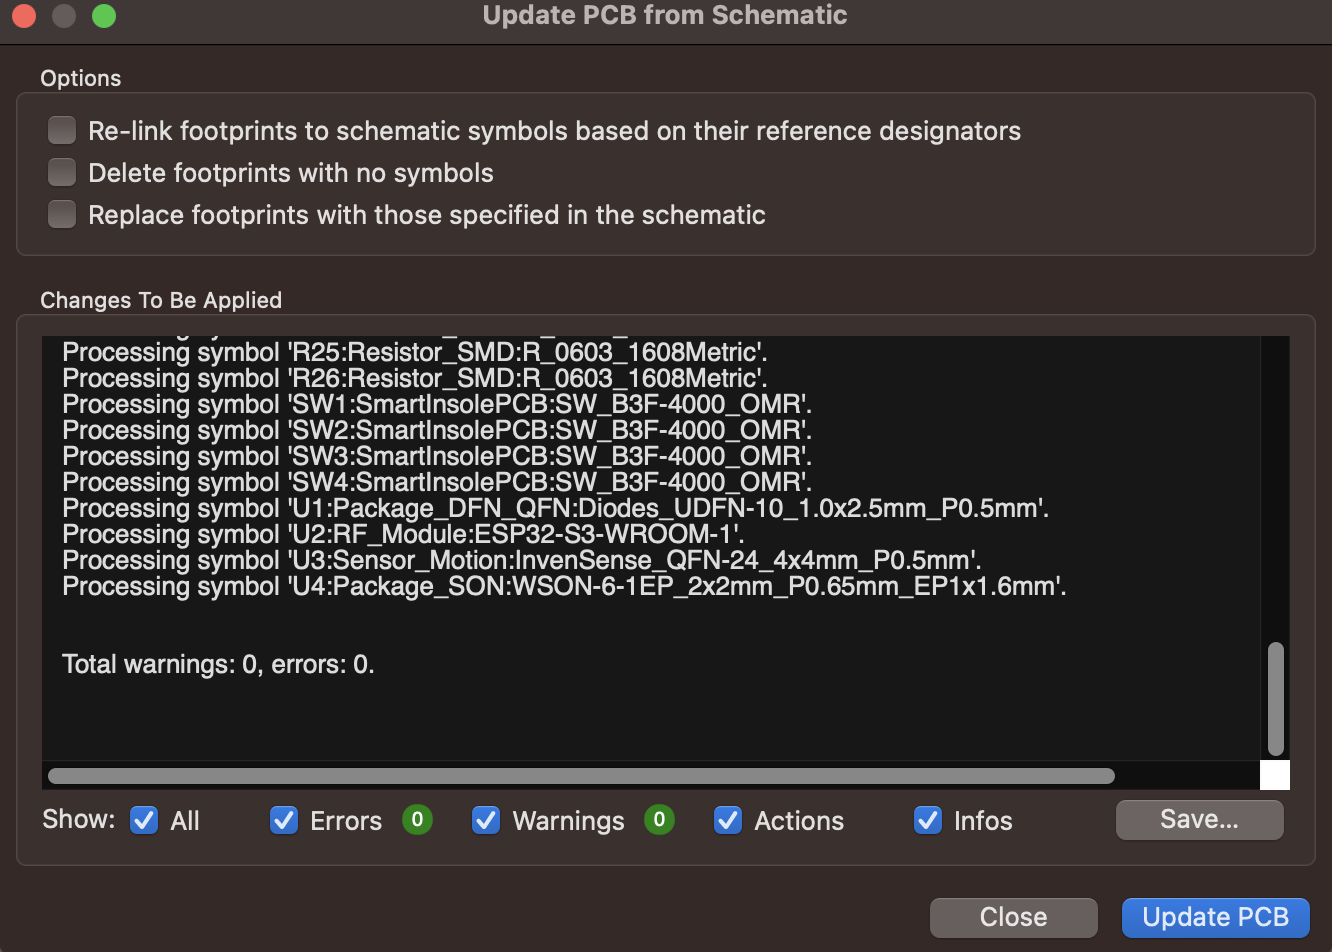 Update PCB from Schematic
Options
Re-link footprints to schematic symbols based on their reference designators
Delete footprints with no symbols
Replace footprints with those specified in the schematic
Changes To Be Applied
Processing symbol 'R25:Resistor_SMD:R_0603_1608Metric'.
Processing symbol 'R26:Resistor_SMD:R_0603_1608Metric'.
Processing symbol 'SW1:SmartInsolePCB:SW_B3F-4000_OMR'.
Processing symbol 'SW2:SmartInsolePCB:SW_B3F-4000_OMR'.
Processing symbol 'SW3:SmartInsolePCB:SW_B3F-4000_OMR'.
Processing symbol 'SW4:SmartInsolePCB:SW_B3F-4000_OMR'.
Processing symbol 'U1:Package_DFN_QFN:Diodes_UDFN-10_1.0x2.5mm_P0.5mm'.
Processing symbol 'U2:RF_Module:ESP32-S3-WROOM-1'.
Processing symbol 'U3:Sensor_Motion:InvenSense_QFN-24_4x4mm_P0.5mm'.
Processing symbol 'U4:Package_SON:WSON-6-1EP_2x2mm_P0.65mm_EP1x1.6mm'.
Total warnings: 0, errors: 0.
Show: All Errors 0 Warnings 0 Actions Infos Save...
Close Update PCB